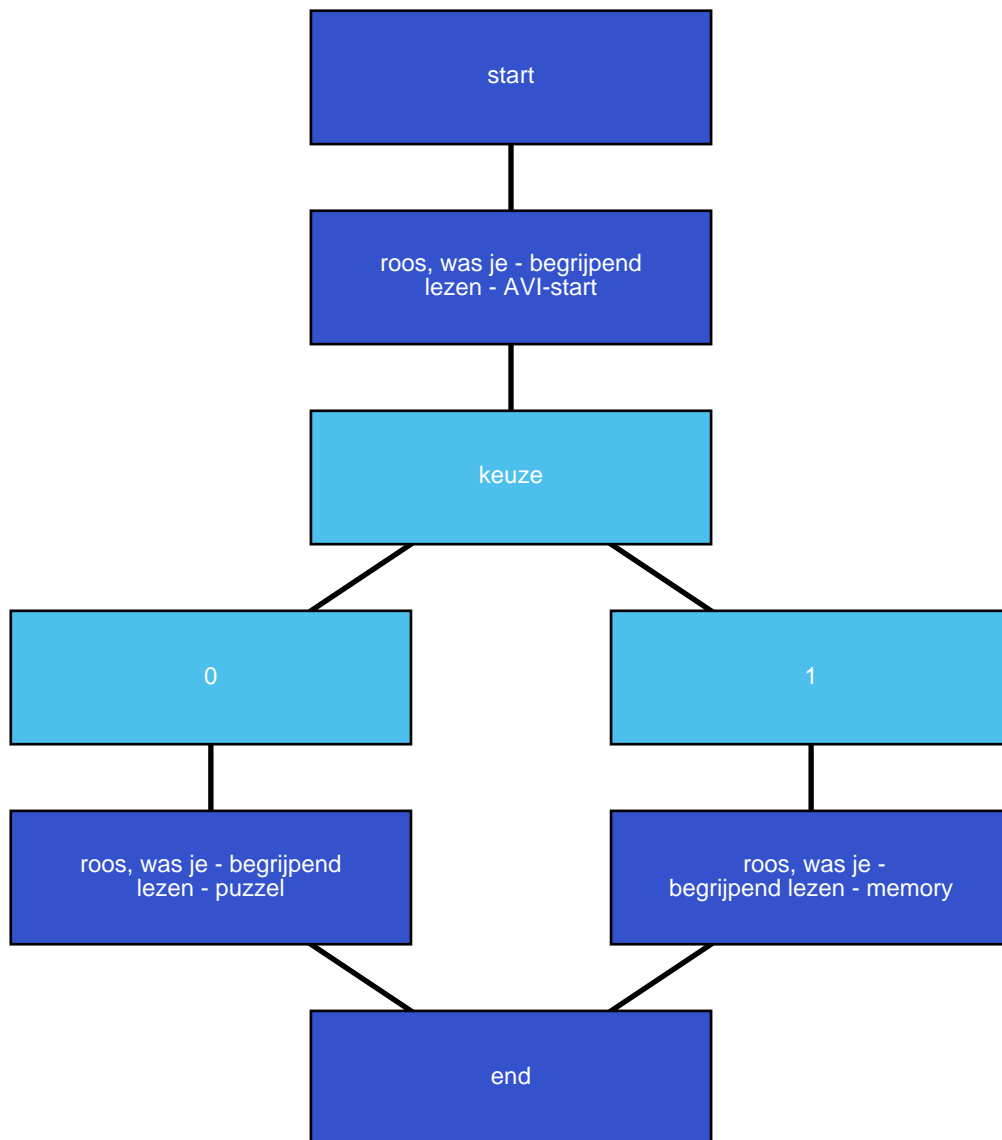 start
roos, was je - begrijpend
lezen - AVI-start
keuze
0
1
roos, was je - begrijpend
lezen - puzzel
roos, was je -
begrijpend lezen - memory
end